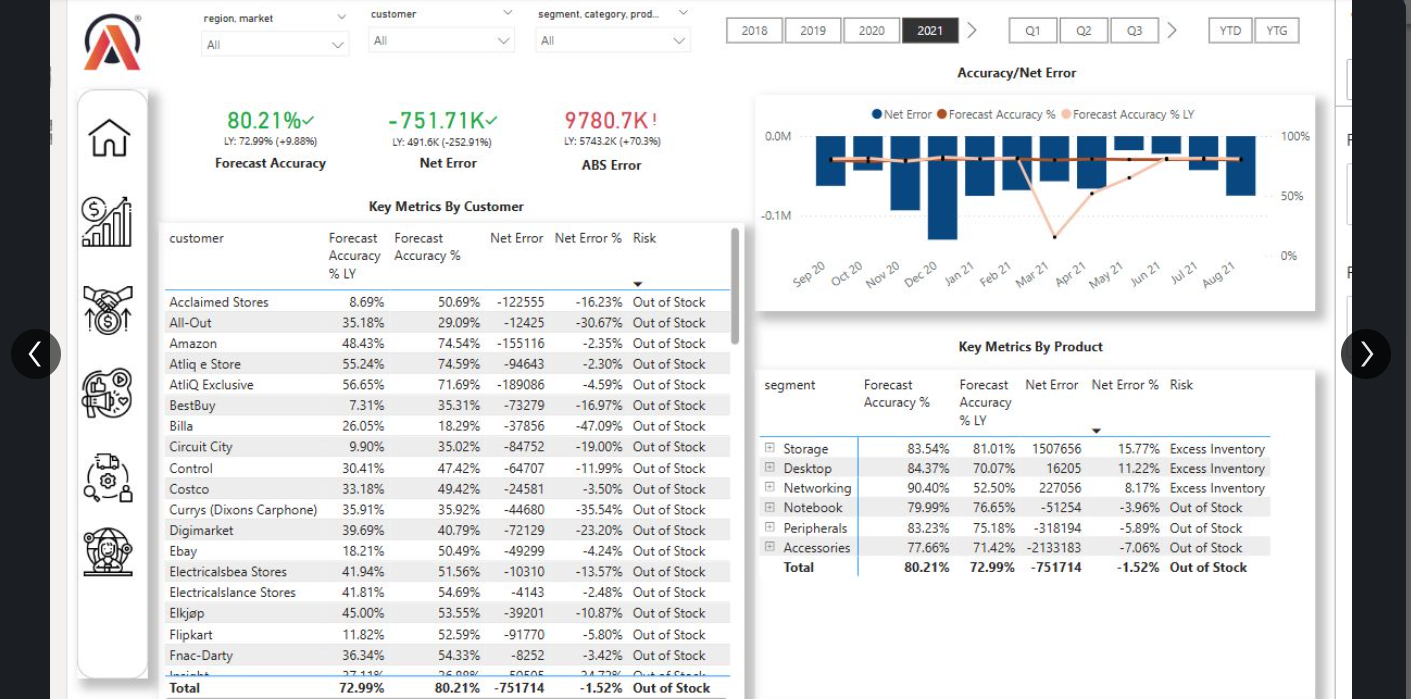 region, market
customer
segment, category, prod...
All
All
All
2018 2019 2020 2021
Q1 Q2 Q3
YTD YTG
80.21%
LY: 72.99% (+9.88%)
Forecast Accuracy
-751.71K
LY: 491.6K (-252.91%)
Net Error
9780.7K!
LY: 5743.2K (+70.3%)
ABS Error
Key Metrics By Customer
customer Forecast Accuracy % LY Forecast Accuracy % Net Error Net Error % Risk
Acclaimed Stores 8.69% 50.69% -122555 -16.23% Out of Stock
All-Out 35.18% 29.09% -12425 -30.67% Out of Stock
Amazon 48.43% 74.54% -155116 -2.35% Out of Stock
Atliq e Store 55.24% 74.59% -94643 -2.30% Out of Stock
AtliQ Exclusive 56.65% 71.69% -189086 -4.59% Out of Stock
BestBuy 7.31% 35.31% -73279 -16.97% Out of Stock
Billa 26.05% 18.29% -37856 -47.09% Out of Stock
Circuit City 9.90% 35.02% -84752 -19.00% Out of Stock
Control 30.41% 47.42% -64707 -11.99% Out of Stock
Costco 33.18% 49.42% -24581 -3.50% Out of Stock
Currys (Dixons Carphone) 35.91% 35.92% -44680 -35.54% Out of Stock
Digimarket 39.69% 40.79% -72129 -23.20% Out of Stock
Ebay 18.21% 50.49% -49299 -4.24% Out of Stock
Electricalsbea Stores 41.94% 51.56% -10310 -13.57% Out of Stock
Electricalslance Stores 41.81% 54.69% -4143 -2.48% Out of Stock
Elkjøp 45.00% 53.55% -39201 -10.87% Out of Stock
Flipkart 11.82% 52.59% -91770 -5.80% Out of Stock
Fnac-Darty 36.34% 54.33% -8252 -3.42% Out of Stock
Total 72.99% 80.21% -751714 -1.52% Out of Stock
Accuracy/Net Error
Net Error Forecast Accuracy % Forecast Accuracy % LY
0.0M 100%
50%
-0.1M
0%
Sep 20 Oct 20 Nov 20 Dec 20 Jan 21 Feb 21 Mar 21 Apr 21 May 21 Jun 21 Jul 21 Aug 21
Key Metrics By Product
segment Forecast Accuracy % Forecast Accuracy % LY Net Error Net Error % Risk
Storage 83.54% 81.01% 1507656 15.77% Excess Inventory
Desktop 84.37% 70.07% 16205 11.22% Excess Inventory
Networking 90.40% 52.50% 227056 8.17% Excess Inventory
Notebook 79.99% 76.65% -51254 -3.96% Out of Stock
Peripherals 83.23% 75.18% -318194 -5.89% Out of Stock
Accessories 77.66% 71.42% -2133183 -7.06% Out of Stock
Total 80.21% 72.99% -751714 -1.52% Out of Stock